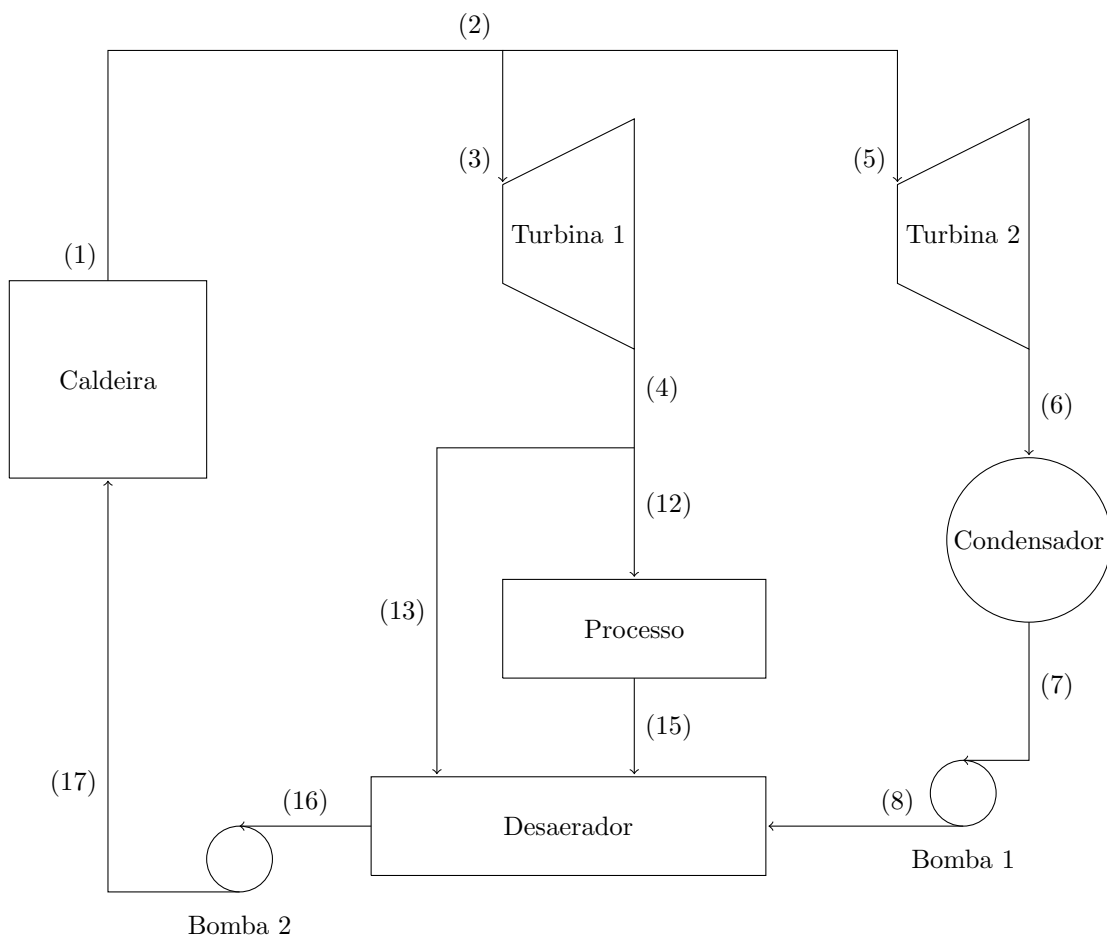 (2)
(3)
(5)
Turbina 1
Turbina 2
(1)
Caldeira
(4)
(6)
(12)
Condensador
(13)
Processo
(7)
(15)
(17)
(16)
Desaerador
(8)
Bomba 1
Bomba 2